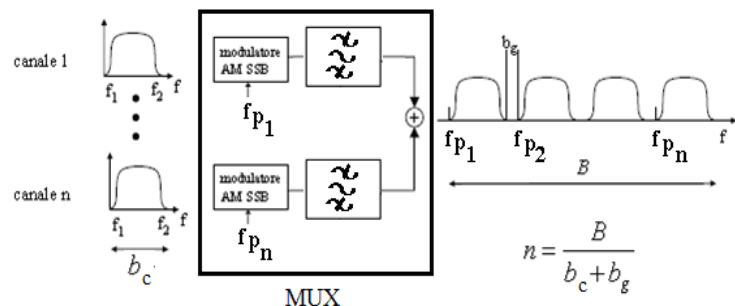 canale 1
f1 f2 f
modulatore
AM SSB
fp1
canale n
f1 f2 f
bc
modulatore
AM SSB
fpn
+
MUX
bg
fp1 fp2 fpn f
B
n = B / (bc + bg)